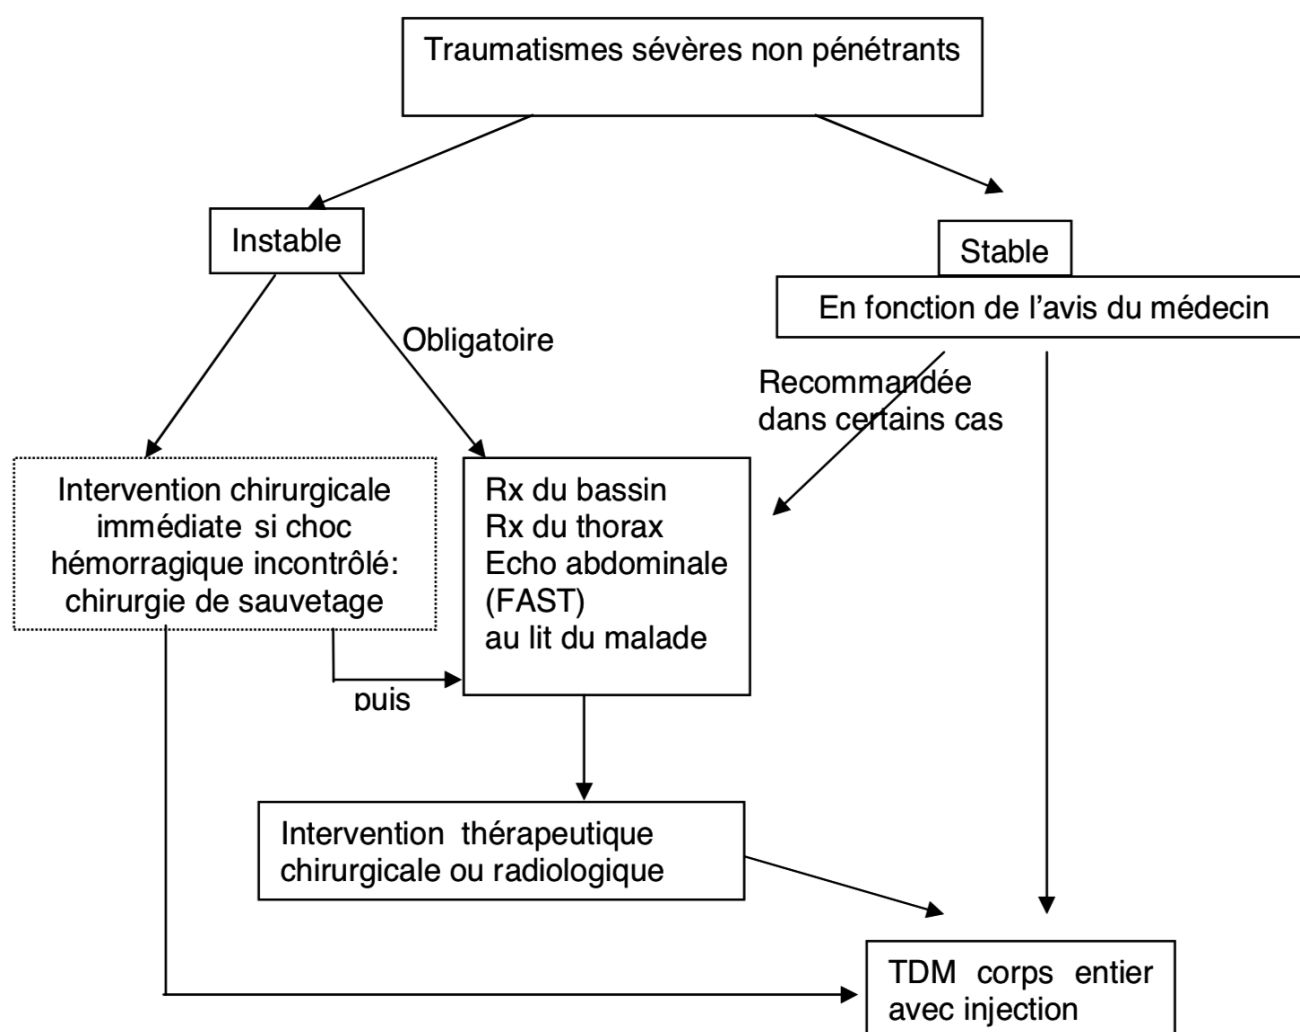 Traumatismes sévères non pénétrants
Instable
Stable
En fonction de l'avis du médecin
Obligatoire
Recommandée
dans certains cas
Intervention chirurgicale
immédiate si choc
hémorragique incontrôlé:
chirurgie de sauvetage
Rx du bassin
Rx du thorax
Echo abdominale
(FAST)
au lit du malade
puis
Intervention thérapeutique
chirurgicale ou radiologique
TDM corps entier
avec injection